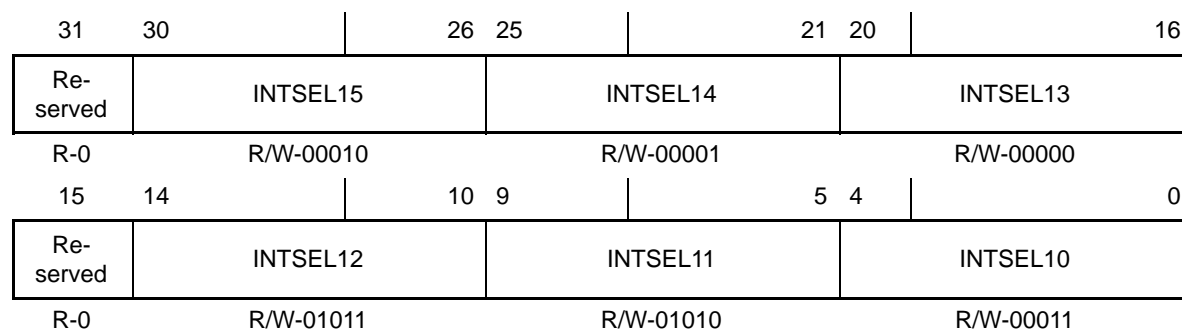 31 30 26 25 21 20 16
Re-
served INTSEL15 INTSEL14 INTSEL13
R-0 R/W-00010 R/W-00001 R/W-00000
15 14 10 9 5 4 0
Re-
served INTSEL12 INTSEL11 INTSEL10
R-0 R/W-01011 R/W-01010 R/W-00011